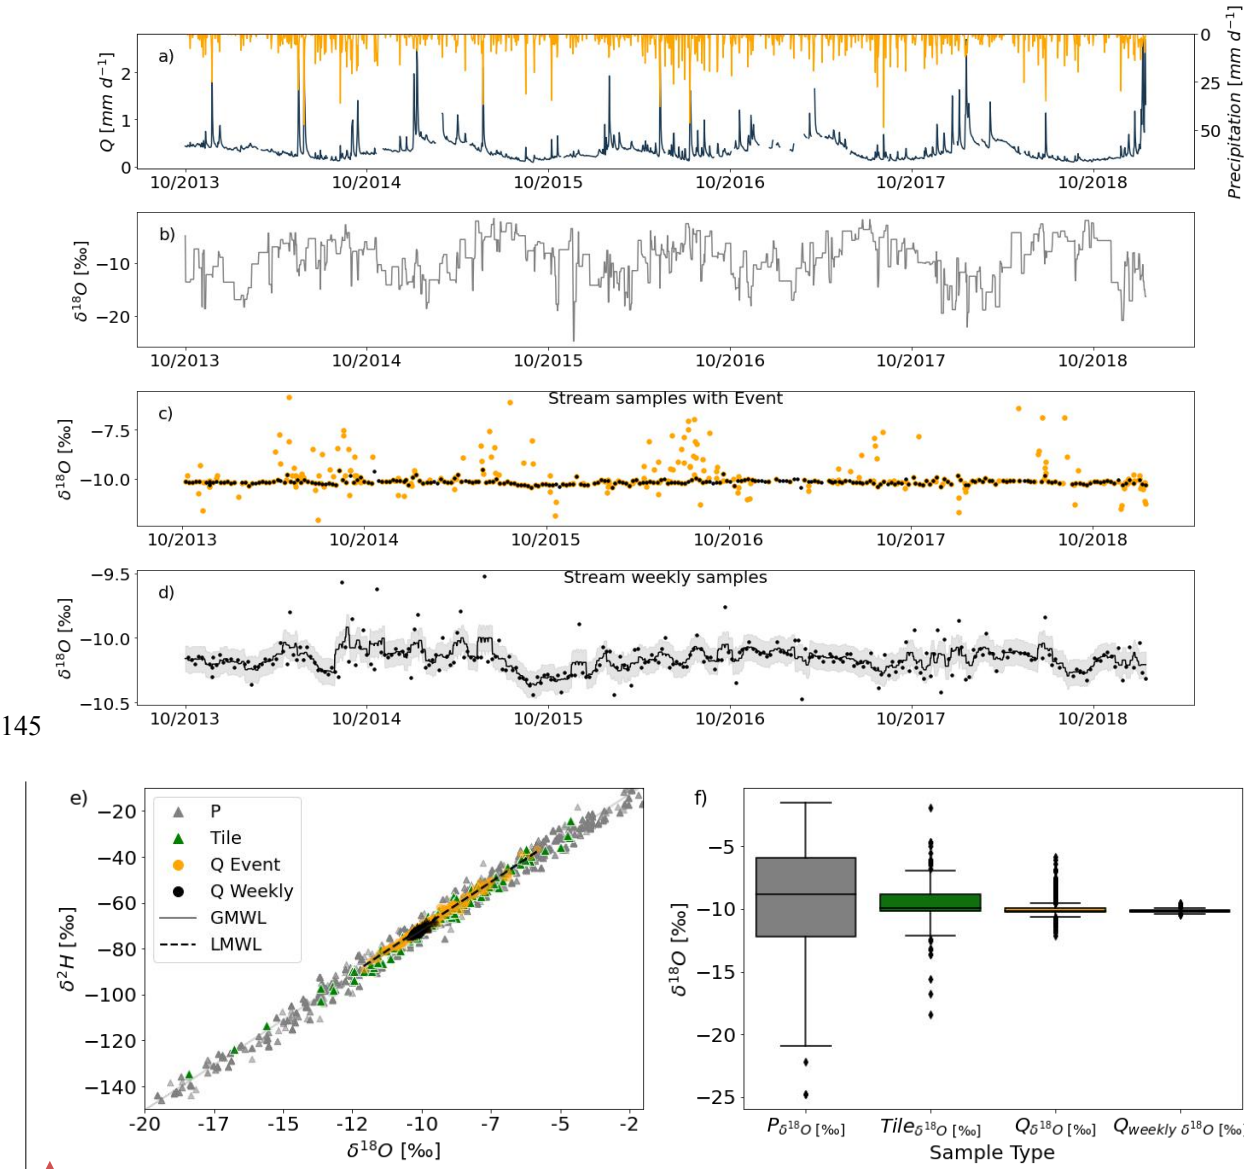 a)
Q [mm d⁻¹]
2
1
0
0
25
50
Precipitation [mm d⁻¹]
10/2013 10/2014 10/2015 10/2016 10/2017 10/2018
b)
δ¹⁸O [‰]
−10
−20
10/2013 10/2014 10/2015 10/2016 10/2017 10/2018
Stream samples with Event
c)
δ¹⁸O [‰]
−7.5
−10.0
10/2013 10/2014 10/2015 10/2016 10/2017 10/2018
Stream weekly samples
d)
δ¹⁸O [‰]
−9.5
−10.0
−10.5
10/2013 10/2014 10/2015 10/2016 10/2017 10/2018
145
e)
P
Tile
Q Event
Q Weekly
GMWL
LMWL
δ²H [‰]
−20
−40
−60
−80
−100
−120
−140
-20 -17 -15 -12 -10 -7 -5 -2
δ¹⁸O [‰]
f)
δ¹⁸O [‰]
−5
−10
−15
−20
−25
Pδ¹⁸O [‰] Tileδ¹⁸O [‰] Qδ¹⁸O [‰] Qweekly δ¹⁸O [‰]
Sample Type